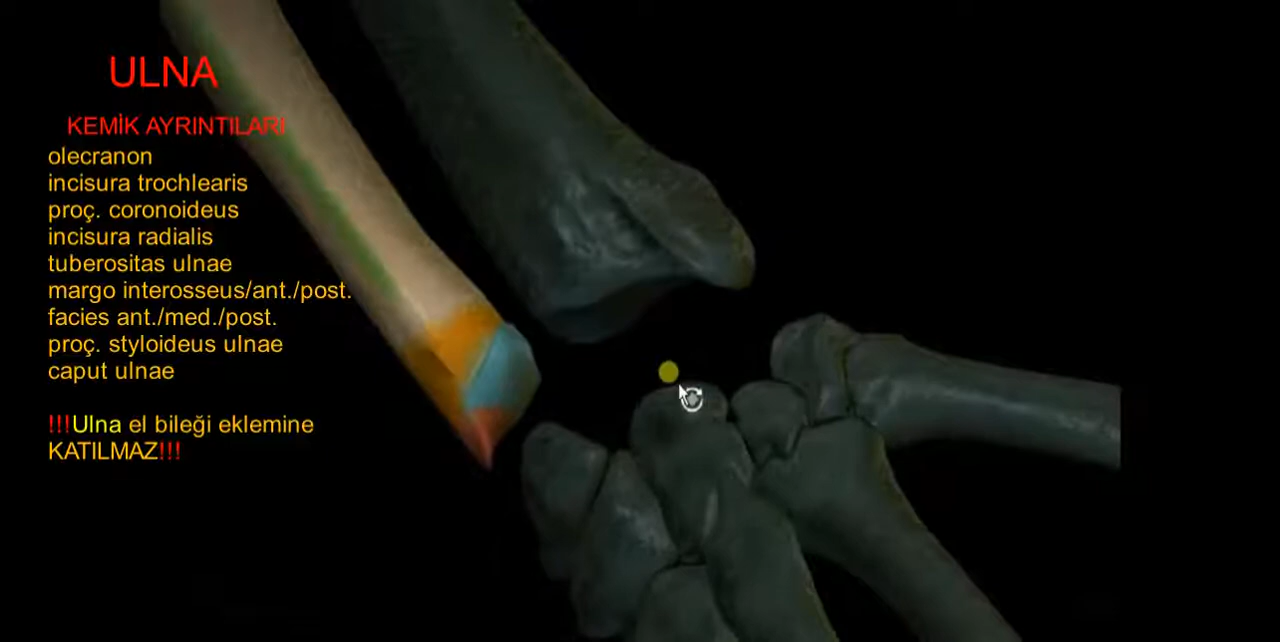 ULNA
KEMİK AYRINTILARI
olecranon
incisura trochlearis
proç. coronoideus
incisura radialis
tuberositas ulnae
margo interosseus/ant./post.
facies ant./med./post.
proç. styloideus ulnae
caput ulnae
!!!Ulna el bileği eklemine
KATILMAZ!!!